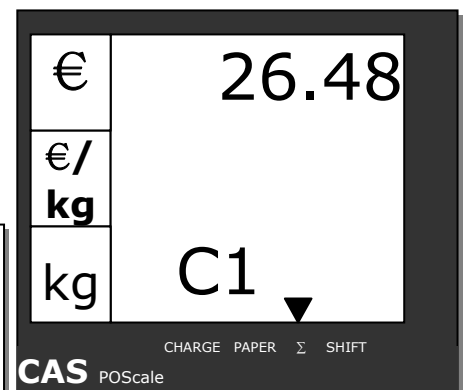 € 26.48
€/
kg
kg C1
CHARGE PAPER Σ SHIFT
CAS POScale